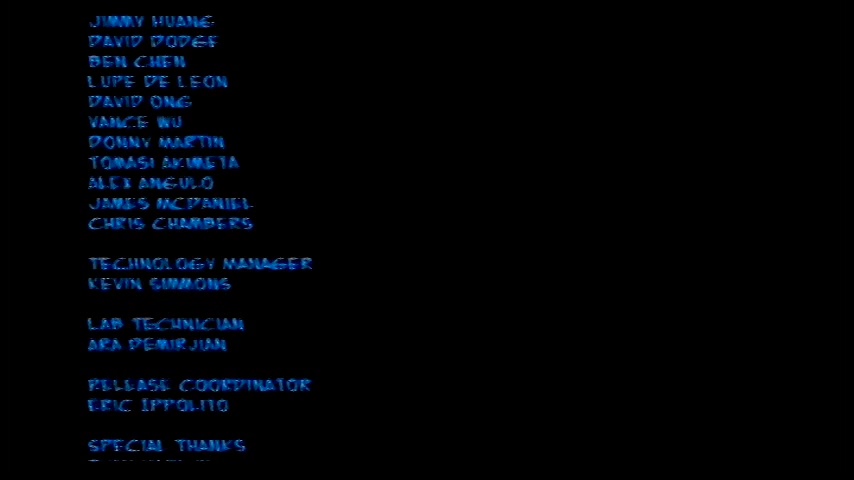 JIMMY HUANG
DAVID DODGE
BEN CHEN
LUPE DE LEON
DAVID ONG
VANCE WU
DONNY MARTIN
TOMASI AKIMETA
ALEX ANGULO
JAMES MCDANIEL
CHRIS CHAMBERS
TECHNOLOGY MANAGER
KEVIN SIMMONS
LAB TECHNICIAN
ARA DEMIRJIAN
RELEASE COORDINATOR
ERIC IPPOLITO
SPECIAL THANKS